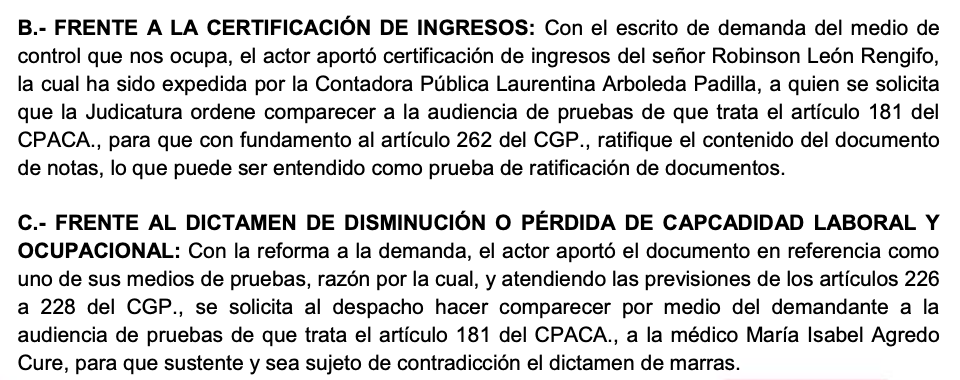 B.- FRENTE A LA CERTIFICACIÓN DE INGRESOS: Con el escrito de demanda del medio de
control que nos ocupa, el actor aportó certificación de ingresos del señor Robinson León Rengifo,
la cual ha sido expedida por la Contadora Pública Laurentina Arboleda Padilla, a quien se solicita
que la Judicatura ordene comparecer a la audiencia de pruebas de que trata el artículo 181 del
CPACA., para que con fundamento al artículo 262 del CGP., ratifique el contenido del documento
de notas, lo que puede ser entendido como prueba de ratificación de documentos.
C.- FRENTE AL DICTAMEN DE DISMINUCIÓN O PÉRDIDA DE CAPCADIDAD LABORAL Y
OCUPACIONAL: Con la reforma a la demanda, el actor aportó el documento en referencia como
uno de sus medios de pruebas, razón por la cual, y atendiendo las previsiones de los artículos 226
a 228 del CGP., se solicita al despacho hacer comparecer por medio del demandante a la
audiencia de pruebas de que trata el artículo 181 del CPACA., a la médico María Isabel Agredo
Cure, para que sustente y sea sujeto de contradicción el dictamen de marras.